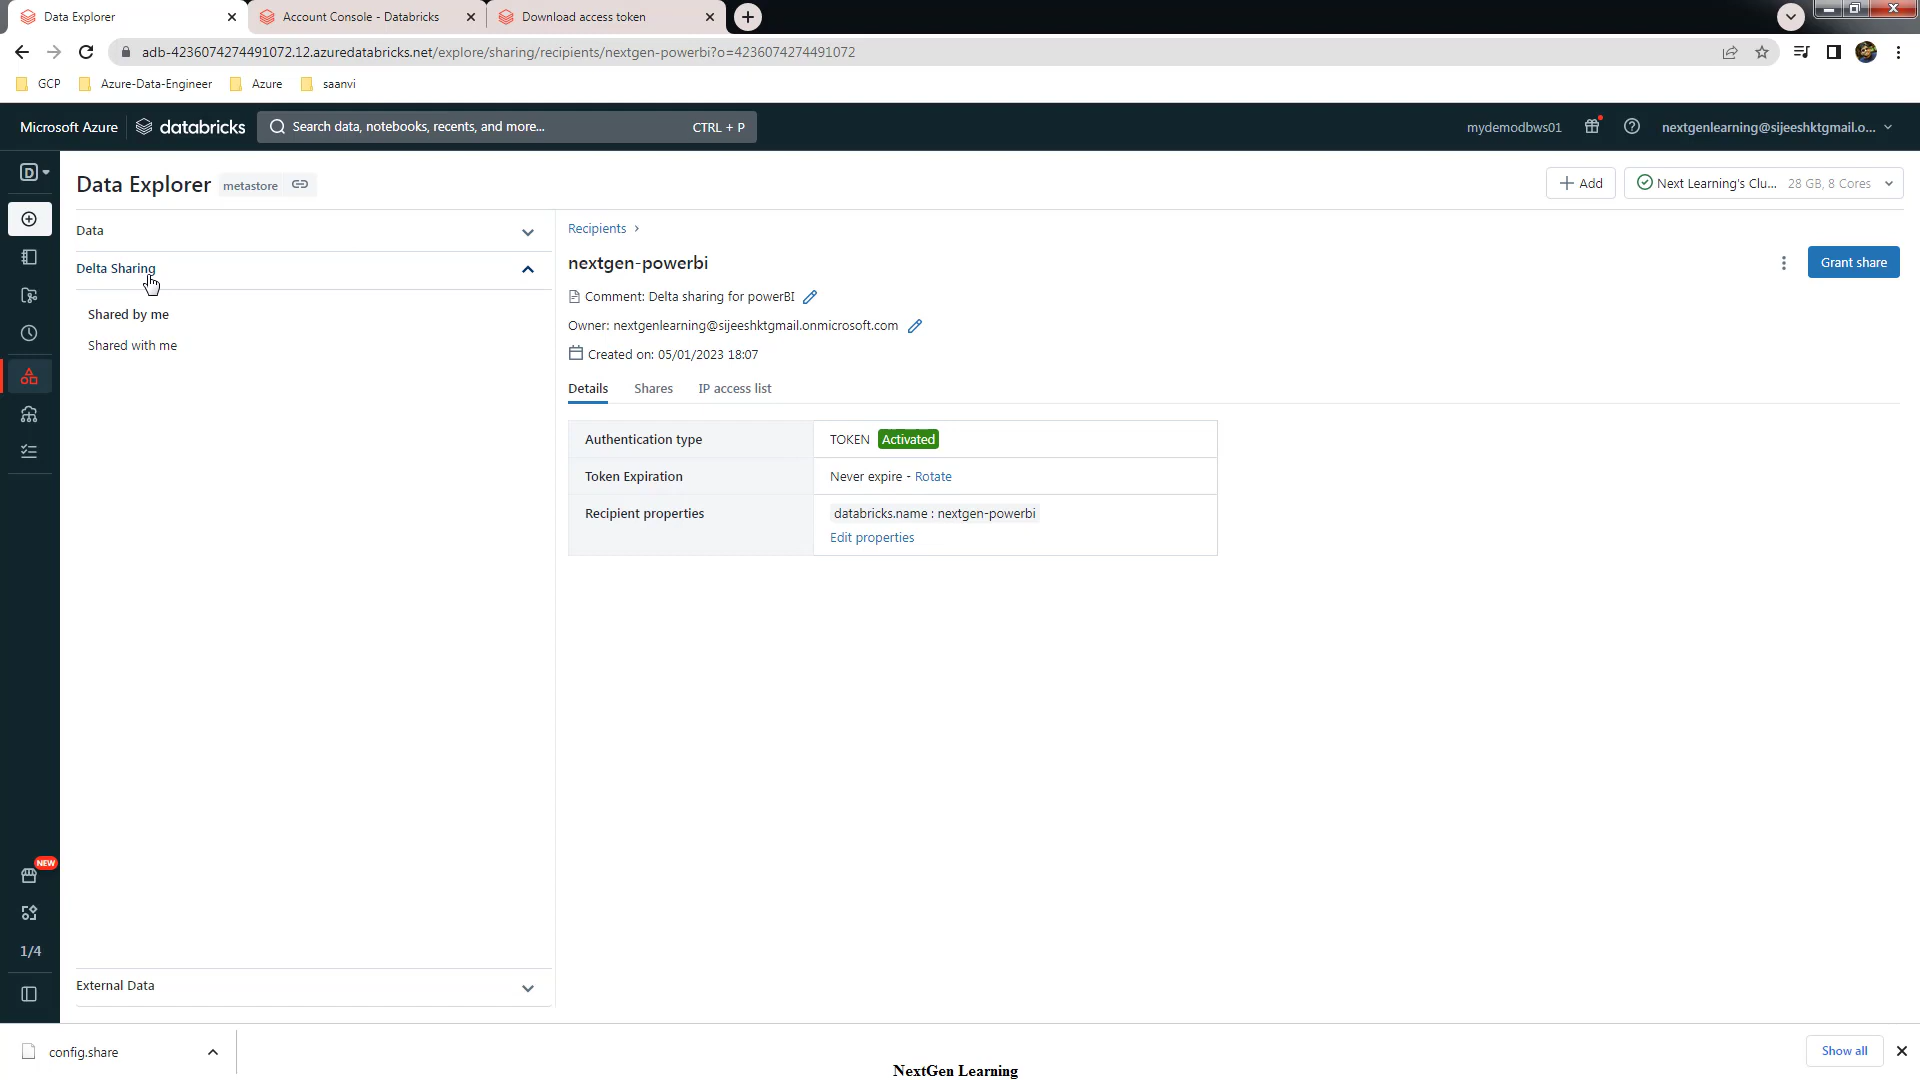 Data Explorer
Account Console - Databricks
Download access token
adb-4236074274491072.12.azuredatabricks.net/explore/sharing/recipients/nextgen-powerbi?o=4236074274491072
GCP
Azure-Data-Engineer
Azure
saanvi
Microsoft Azure
databricks
Search data, notebooks, recents, and more...
CTRL + P
mydemodbws01
nextgenlearning@sijeeshktgmail.o...
D
Data Explorer
metastore
Add
Next Learning's Clu...
28 GB, 8 Cores
Data
Delta Sharing
Shared by me
Shared with me
Recipients
nextgen-powerbi
Grant share
Comment: Delta sharing for powerBI
Owner: nextgenlearning@sijeeshktgmail.onmicrosoft.com
Created on: 05/01/2023 18:07
Details
Shares
IP access list
Authentication type
TOKEN Activated
Token Expiration
Never expire - Rotate
Recipient properties
databricks.name : nextgen-powerbi
Edit properties
NEW
1/4
External Data
config.share
Show all
NextGen Learning